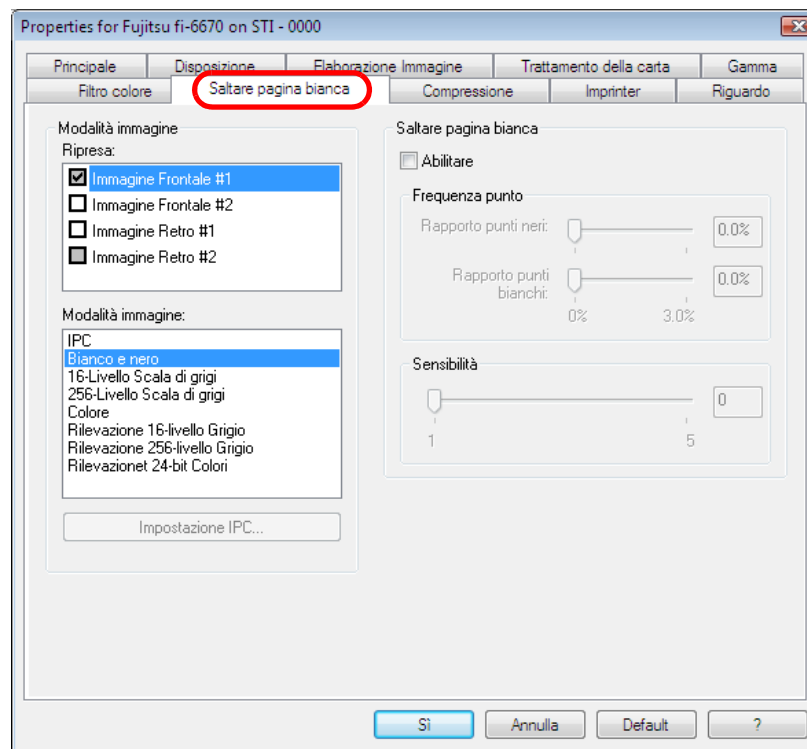 Properties for Fujitsu fi-6670 on STI - 0000
Principale
Disposizione
Elaborazione Immagine
Trattamento della carta
Gamma
Filtro colore
Saltare pagina bianca
Compressione
Imprinter
Riguardo
Modalità immagine
Ripresa:
Immagine Frontale #1
Immagine Frontale #2
Immagine Retro #1
Immagine Retro #2
Modalità immagine:
IPC
Bianco e nero
16-Livello Scala di grigi
256-Livello Scala di grigi
Colore
Rilevazione 16-livello Grigio
Rilevazione 256-livello Grigio
Rilevazionet 24-bit Colori
Impostazione IPC...
Saltare pagina bianca
Abilitare
Frequenza punto
Rapporto punti neri:
0.0%
Rapporto punti
bianchi:
0.0%
0%
3.0%
Sensibilità
0
1
5
Sì
Annulla
Default
?